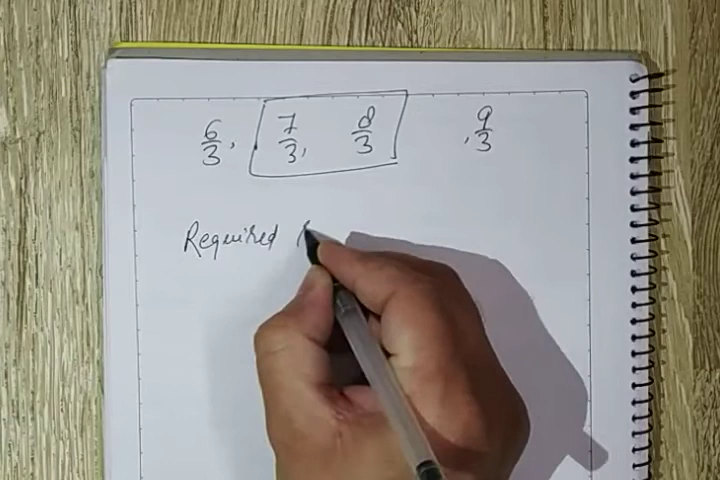 6/3, 7/3, 8/3 , 9/3
Required